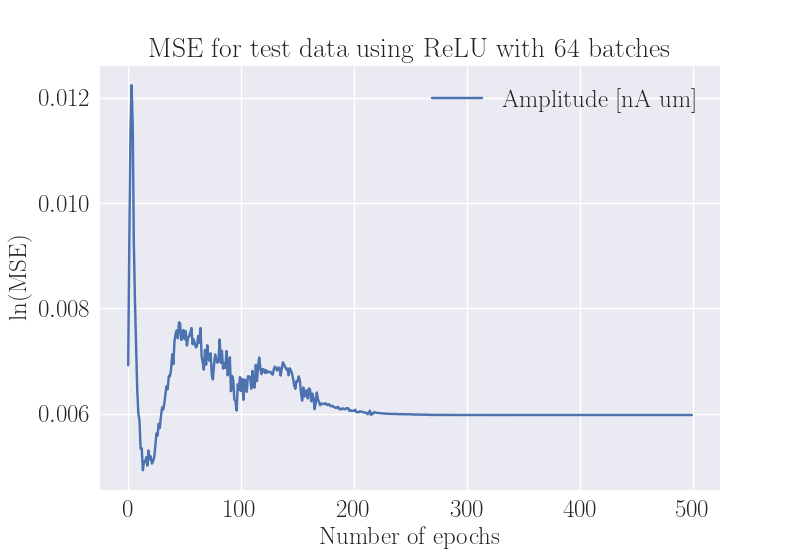 MSE for test data using ReLU with 64 batches
Amplitude [nA um]
0.012
0.010
0.008
0.006
ln(MSE)
0 100 200 300 400 500
Number of epochs